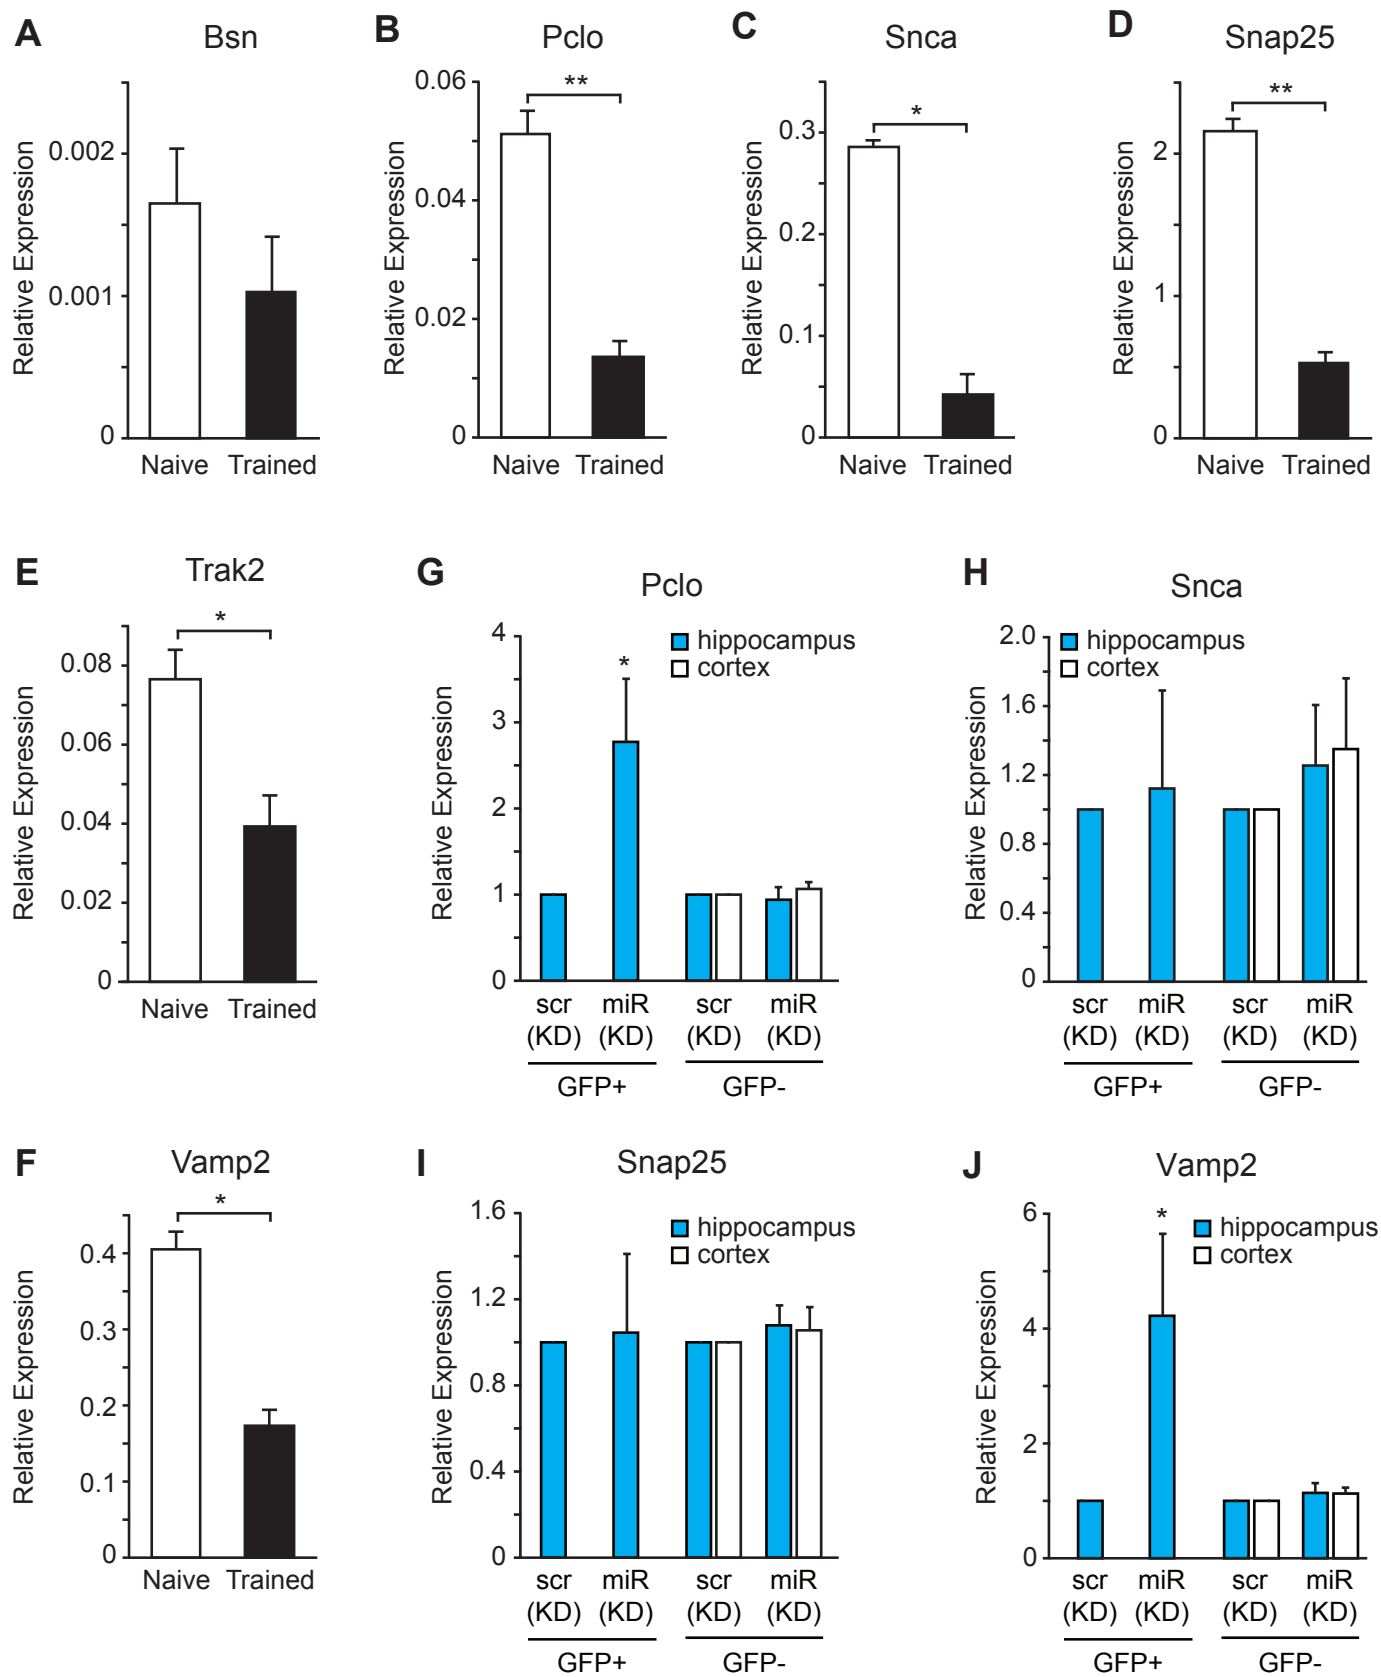 A
Bsn
Relative Expression
0.002
0.001
0
Naive Trained
B
Pclo
Relative Expression
0.06
0.04
0.02
0
**
Naive Trained
C
Snca
Relative Expression
0.3
0.2
0.1
0
*
Naive Trained
D
Snap25
Relative Expression
2
1
0
**
Naive Trained
E
Trak2
Relative Expression
0.08
0.06
0.04
0.02
0
*
Naive Trained
G
Pclo
Relative Expression
4
3
2
1
0
*
hippocampus
cortex
scr miR scr miR
(KD) (KD) (KD) (KD)
GFP+ GFP-
H
Snca
Relative Expression
2.0
1.6
1.2
0.8
0.4
0
hippocampus
cortex
scr miR scr miR
(KD) (KD) (KD) (KD)
GFP+ GFP-
F
Vamp2
Relative Expression
0.4
0.3
0.2
0.1
0
*
Naive Trained
I
Snap25
Relative Expression
1.6
1.2
0.8
0.4
0
hippocampus
cortex
scr miR scr miR
(KD) (KD) (KD) (KD)
GFP+ GFP-
J
Vamp2
Relative Expression
6
4
2
0
*
hippocampus
cortex
scr miR scr miR
(KD) (KD) (KD) (KD)
GFP+ GFP-